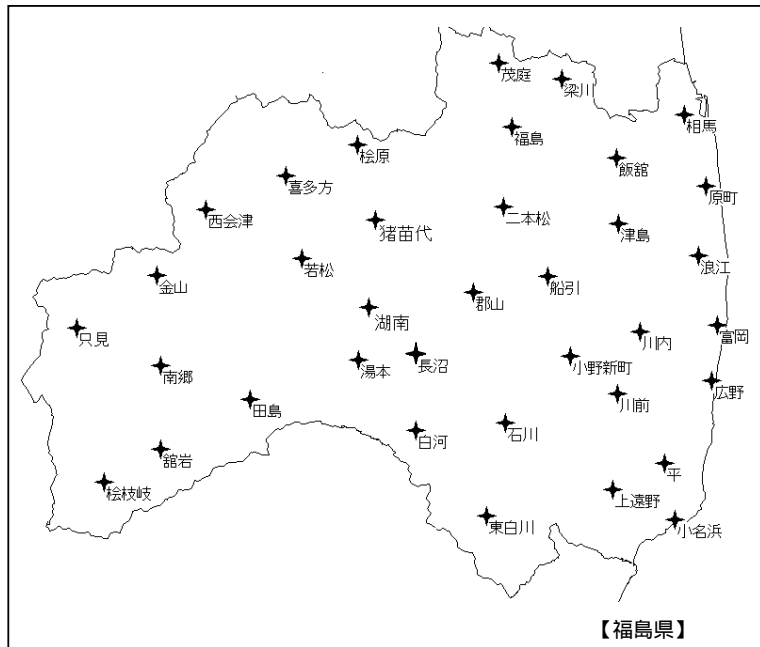 茂庭
梁川
相馬
福島
桧原
飯舘
喜多方
原町
西会津
二本松
猪苗代
津島
浪江
若松
金山
船引
郡山
湖南
只見
富岡
川内
長沼
小野新町
湯本
南郷
広野
川前
田島
石川
白河
舘岩
平
桧枝岐
上遠野
東白川
小名浜
【福島県】